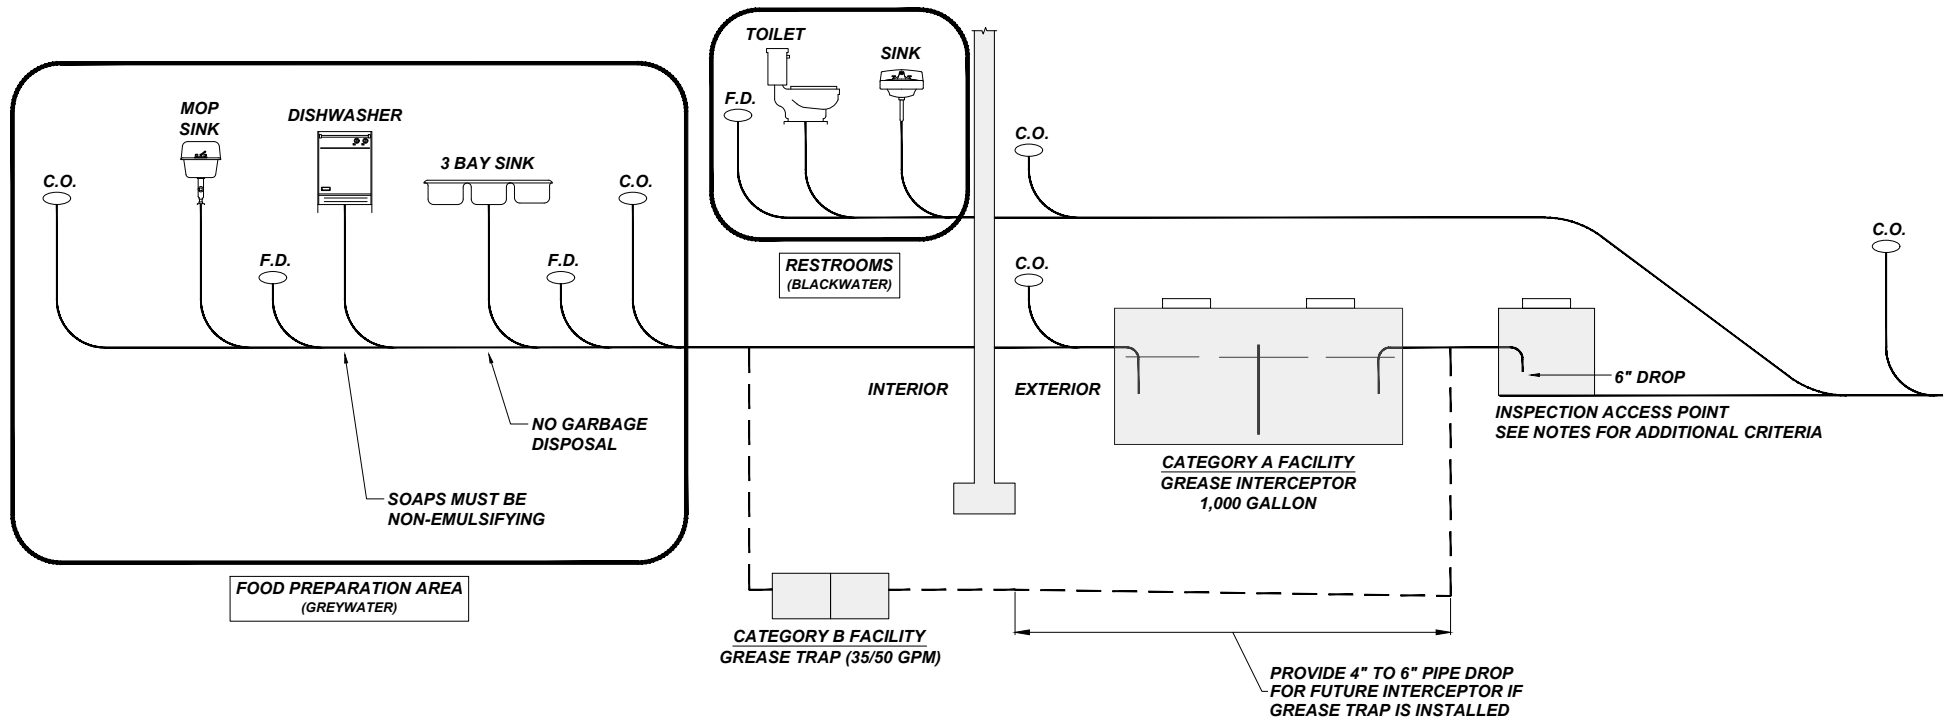 TOILET
SINK
F.D.
MOP
SINK
DISHWASHER
3 BAY SINK
C.O.
C.O.
C.O.
F.D.
F.D.
RESTROOMS
(BLACKWATER)
C.O.
C.O.
INTERIOR
EXTERIOR
6" DROP
INSPECTION ACCESS POINT
SEE NOTES FOR ADDITIONAL CRITERIA
NO GARBAGE
DISPOSAL
SOAPS MUST BE
NON-EMULSIFYING
CATEGORY A FACILITY
GREASE INTERCEPTOR
1,000 GALLON
FOOD PREPARATION AREA
(GREYWATER)
CATEGORY B FACILITY
GREASE TRAP (35/50 GPM)
PROVIDE 4" TO 6" PIPE DROP
FOR FUTURE INTERCEPTOR IF
GREASE TRAP IS INSTALLED